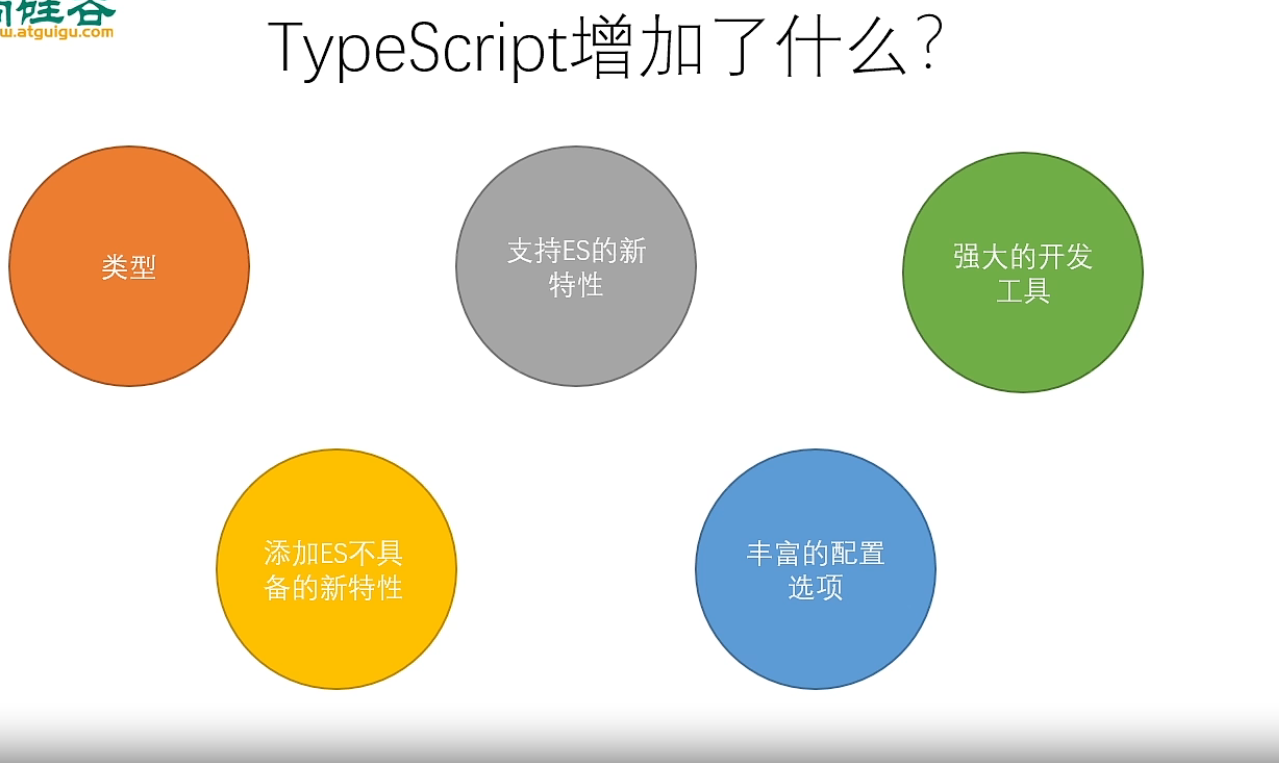 硅谷
w.atguigu.com
TypeScript增加了什么？
类型
支持ES的新
特性
强大的开发
工具
添加ES不具
备的新特性
丰富的配置
选项